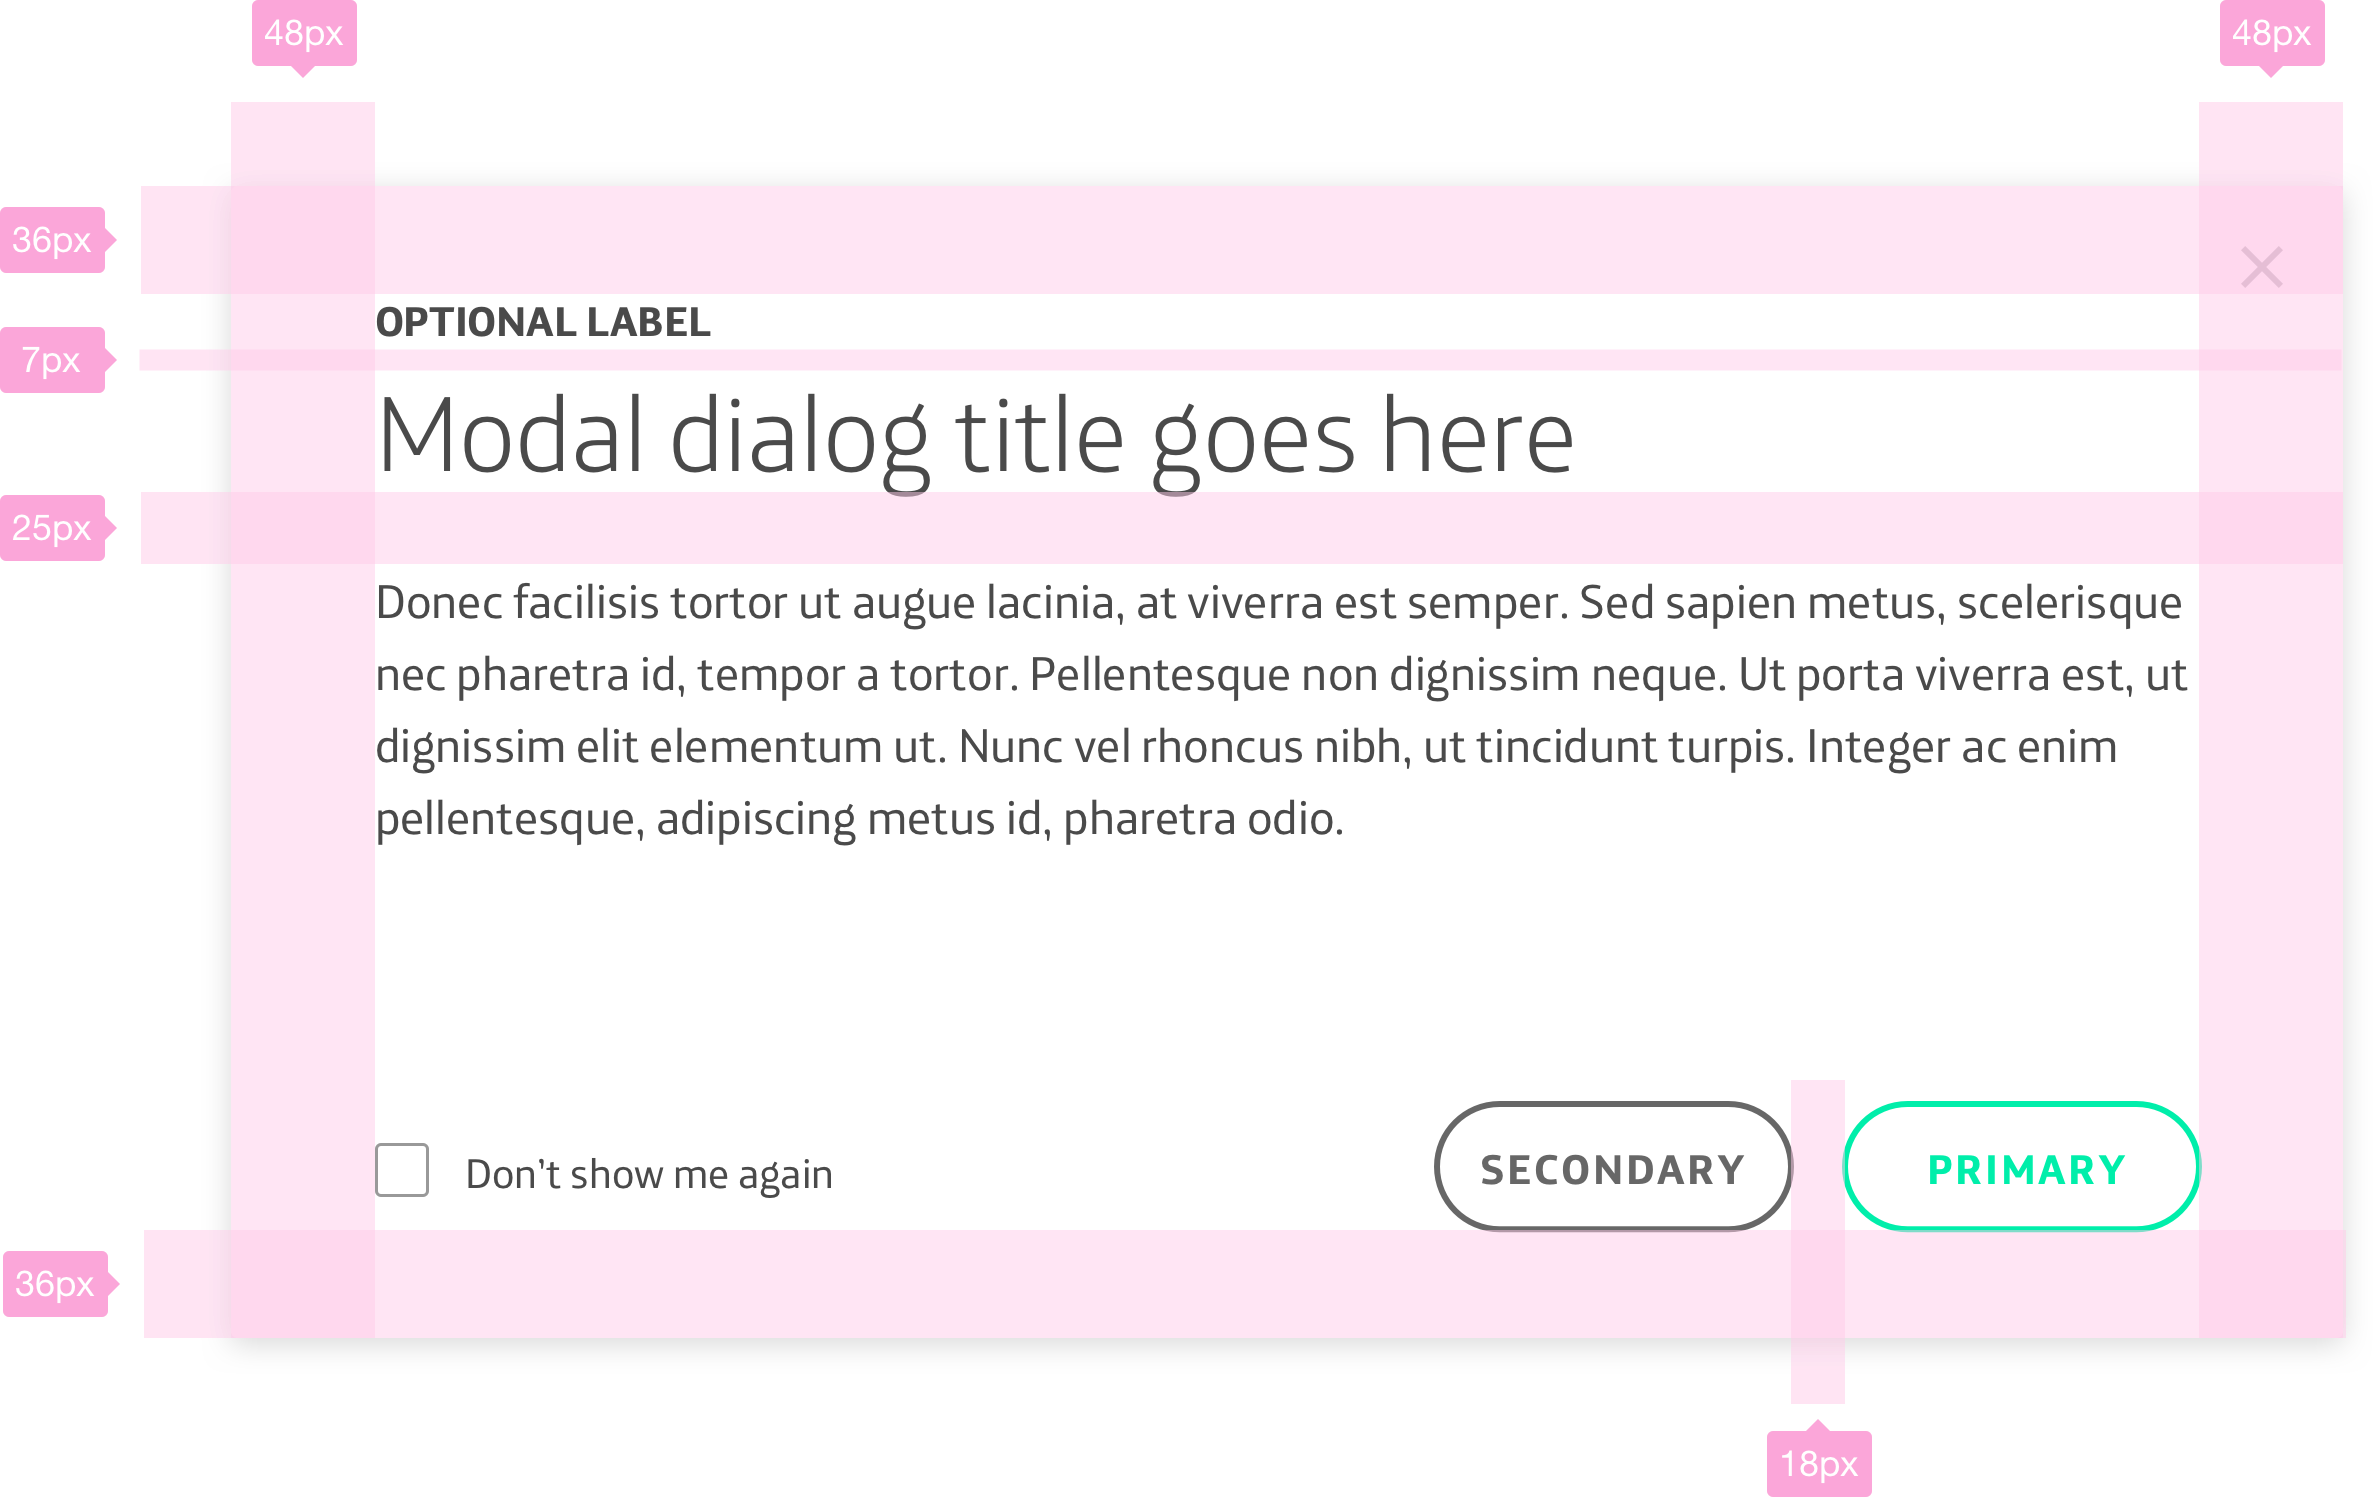 48px
48px
36px
OPTIONAL LABEL
7px
Modal dialog title goes here
25px
Donec facilisis tortor ut augue lacinia, at viverra est semper. Sed sapien metus, scelerisque
nec pharetra id, tempor a tortor. Pellentesque non dignissim neque. Ut porta viverra est, ut
dignissim elit elementum ut. Nunc vel rhoncus nibh, ut tincidunt turpis. Integer ac enim
pellentesque, adipiscing metus id, pharetra odio.
Don’t show me again
SECONDARY
PRIMARY
36px
18px